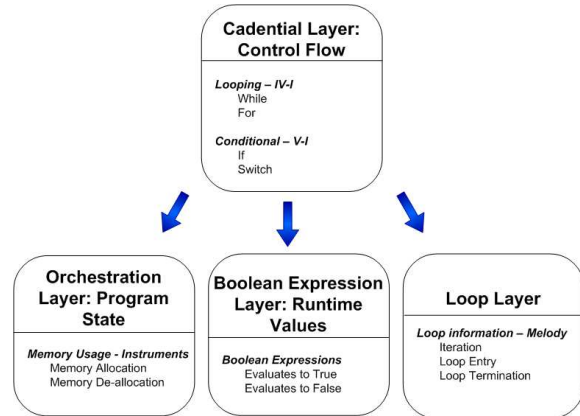 Cadential Layer:
Control Flow
Looping – IV-I
While
For
Conditional – V-I
If
Switch
Orchestration
Layer: Program
State
Memory Usage - Instruments
Memory Allocation
Memory De-allocation
Boolean Expression
Layer: Runtime
Values
Boolean Expressions
Evaluates to True
Evaluates to False
Loop Layer
Loop information – Melody
Iteration
Loop Entry
Loop Termination